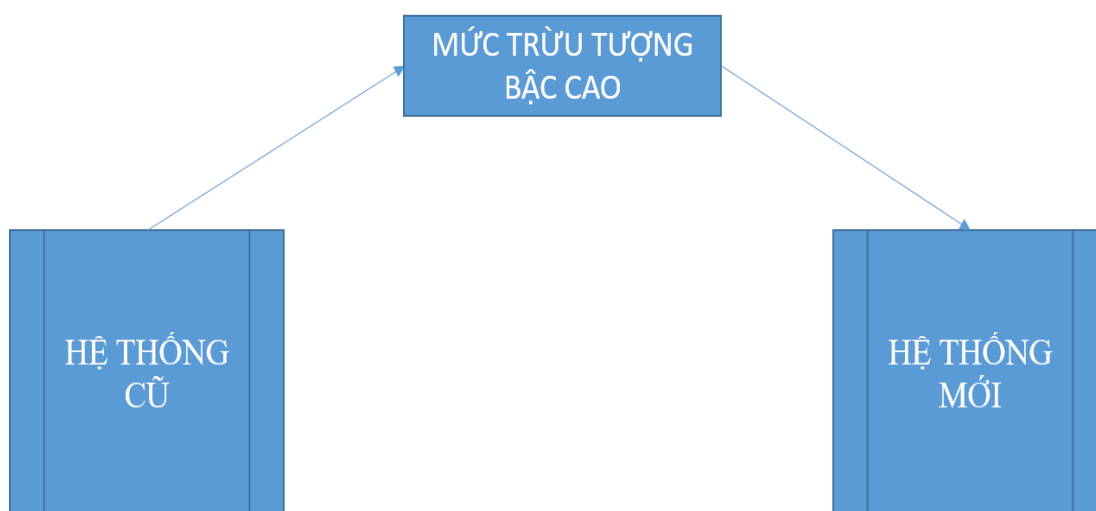 MỨC TRỪU TƯỢNG
BẬC CAO
HỆ THỐNG
CŨ
HỆ THỐNG
MỚI